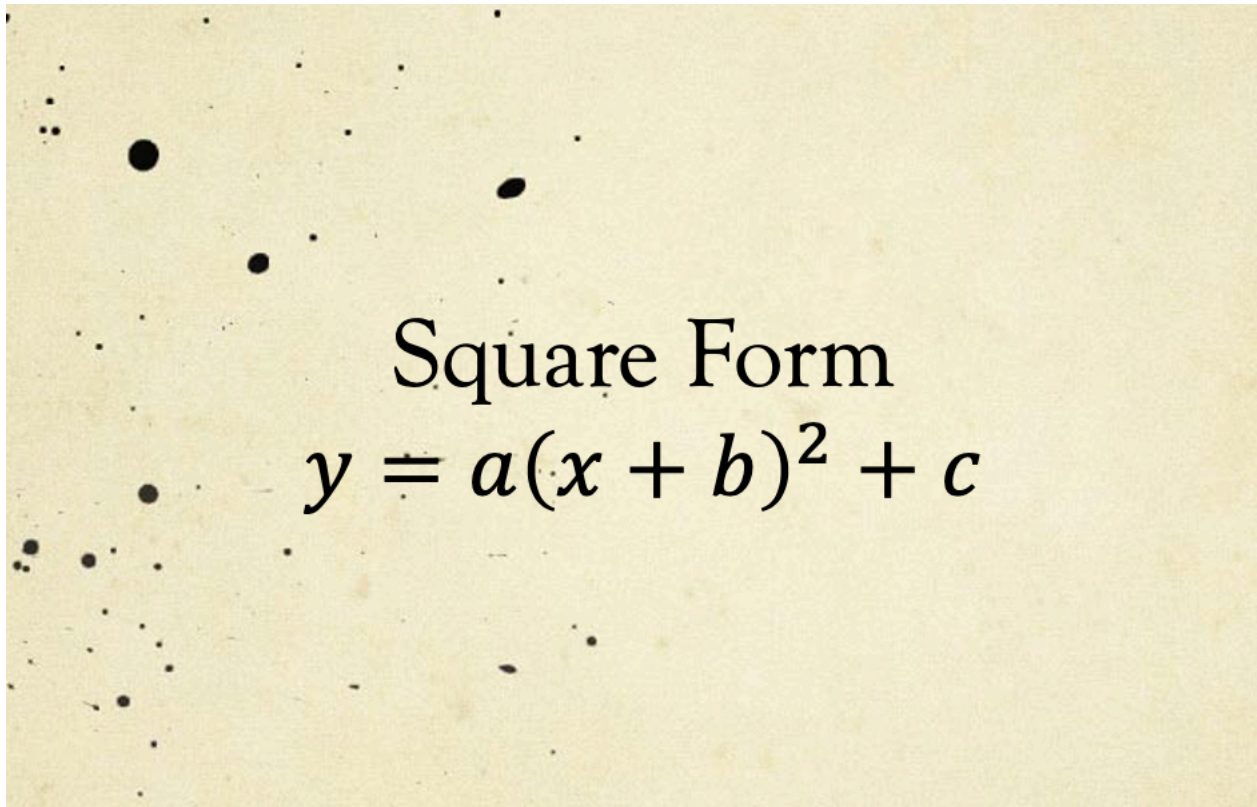 Square Form
y = a(x + b)² + c